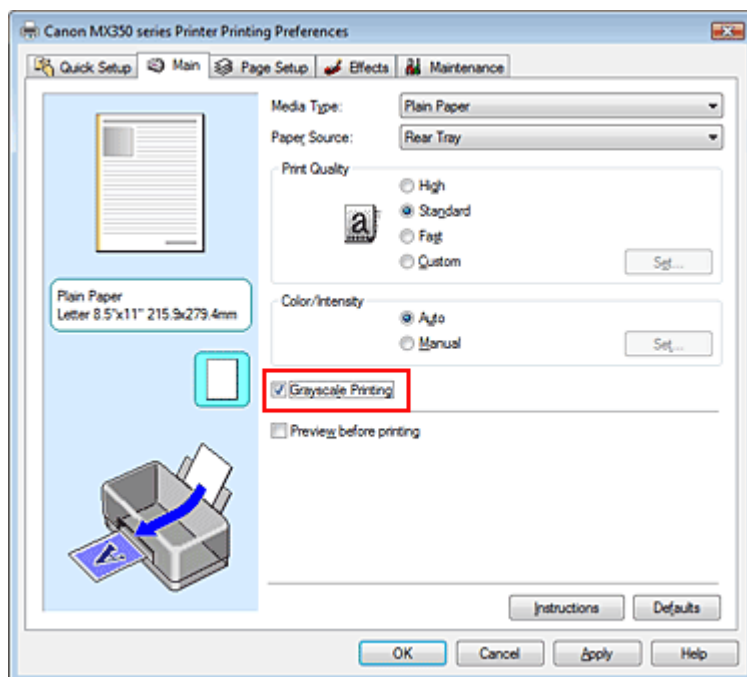 Canon MX350 series Printer Printing Preferences
Quick Setup Main Page Setup Effects Maintenance
Media Type: Plain Paper
Paper Source: Rear Tray
Print Quality
High
a Standard
Fast
Custom Set...
Plain Paper
Letter 8.5"x11" 215.9x279.4mm
Color/Intensity
Auto
Manual Set...
Grayscale Printing
Preview before printing
Instructions Defaults
OK Cancel Apply Help